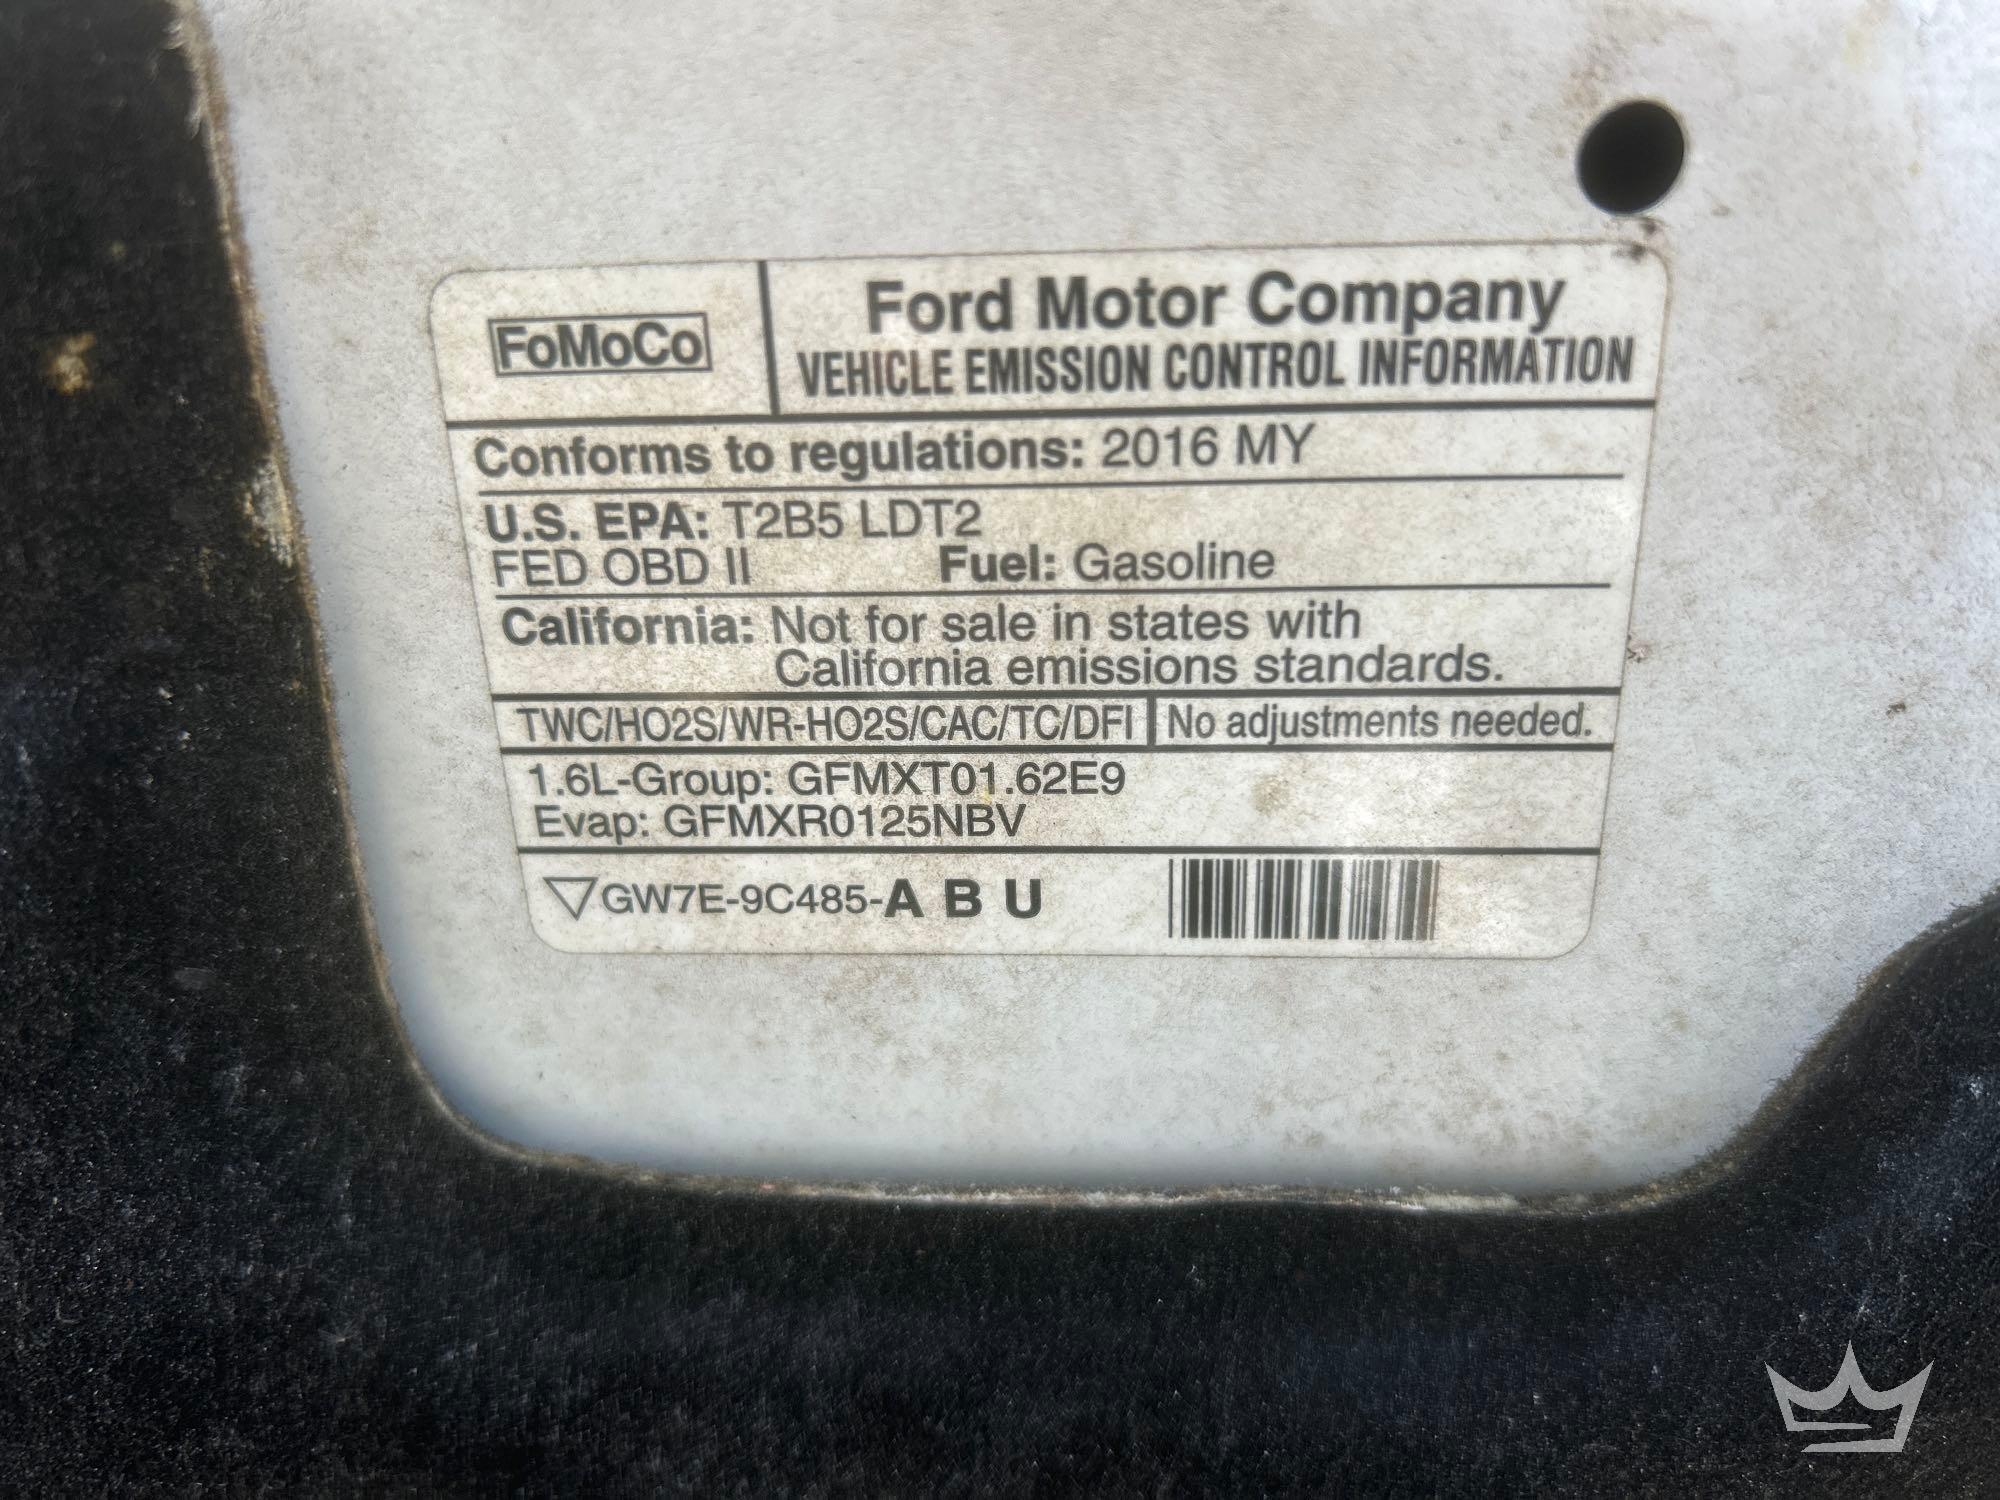 FoMoCo
Ford Motor Company
VEHICLE EMISSION CONTROL INFORMATION
Conforms to regulations: 2016 MY
U.S. EPA: T2B5 LDT2
FED OBD II Fuel: Gasoline
California: Not for sale in states with
California emissions standards.
TWC/HO2S/WR-HO2S/CAC/TC/DFI No adjustments needed.
1.6L-Group: GFMXT01.62E9
Evap: GFMXR0125NBV
GW7E-9C485-A B U